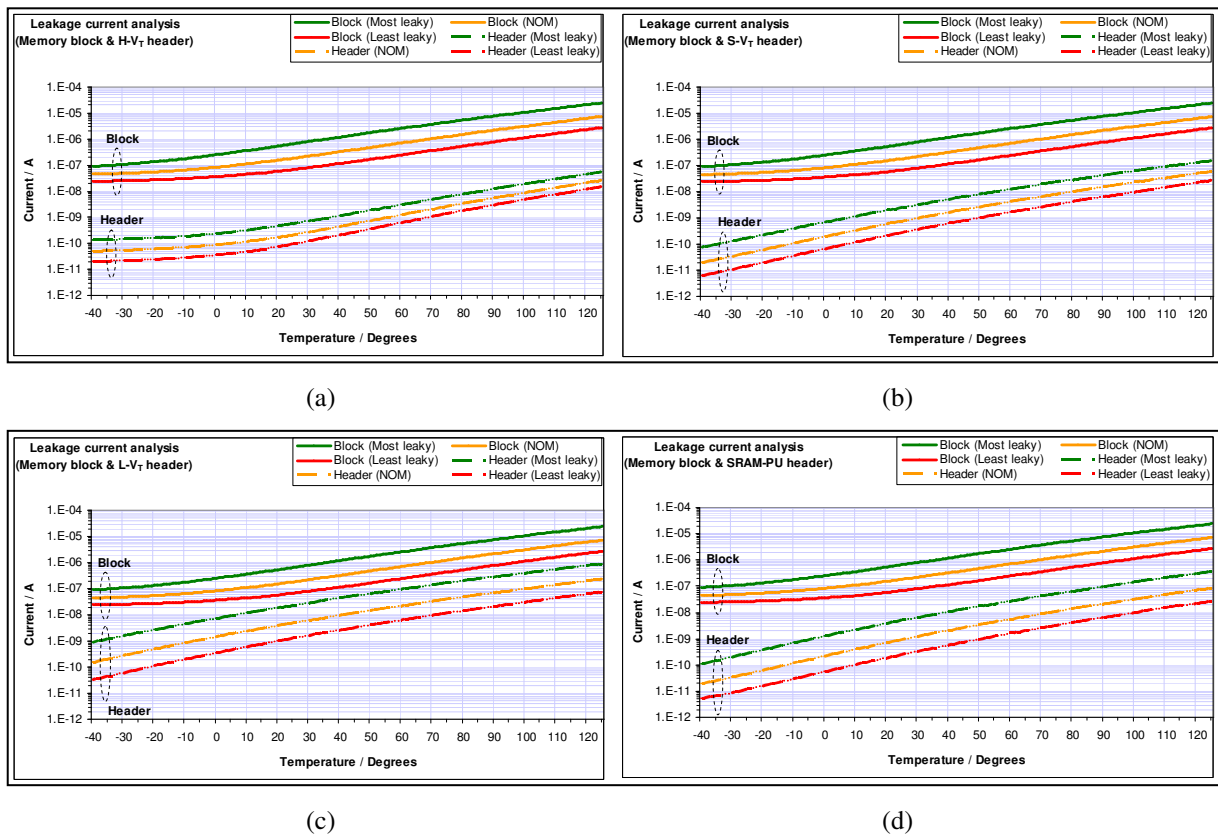 Leakage current analysis
(Memory block & H-VT header)
Block (Most leaky) Block (NOM)
Block (Least leaky) Header (Most leaky)
Header (NOM) Header (Least leaky)
1.E-04
1.E-05
1.E-06
1.E-07
1.E-08
1.E-09
1.E-10
1.E-11
1.E-12
Current / A
Block
Header
-40 -30 -20 -10 0 10 20 30 40 50 60 70 80 90 100 110 120
Temperature / Degrees
(a)
Leakage current analysis
(Memory block & S-VT header)
Block (Most leaky) Block (NOM)
Block (Least leaky) Header (Most leaky)
Header (NOM) Header (Least leaky)
1.E-04
1.E-05
1.E-06
1.E-07
1.E-08
1.E-09
1.E-10
1.E-11
1.E-12
Current / A
Block
Header
-40 -30 -20 -10 0 10 20 30 40 50 60 70 80 90 100 110 120
Temperature / Degrees
(b)
Leakage current analysis
(Memory block & L-VT header)
Block (Most leaky) Block (NOM)
Block (Least leaky) Header (Most leaky)
Header (NOM) Header (Least leaky)
1.E-04
1.E-05
1.E-06
1.E-07
1.E-08
1.E-09
1.E-10
1.E-11
1.E-12
Current / A
Block
Header
-40 -30 -20 -10 0 10 20 30 40 50 60 70 80 90 100 110 120
Temperature / Degrees
(c)
Leakage current analysis
(Memory block & SRAM-PU header)
Block (Most leaky) Block (NOM)
Block (Least leaky) Header (Most leaky)
Header (NOM) Header (Least leaky)
1.E-04
1.E-05
1.E-06
1.E-07
1.E-08
1.E-09
1.E-10
1.E-11
1.E-12
Current / A
Block
Header
-40 -30 -20 -10 0 10 20 30 40 50 60 70 80 90 100 110 120
Temperature / Degrees
(d)